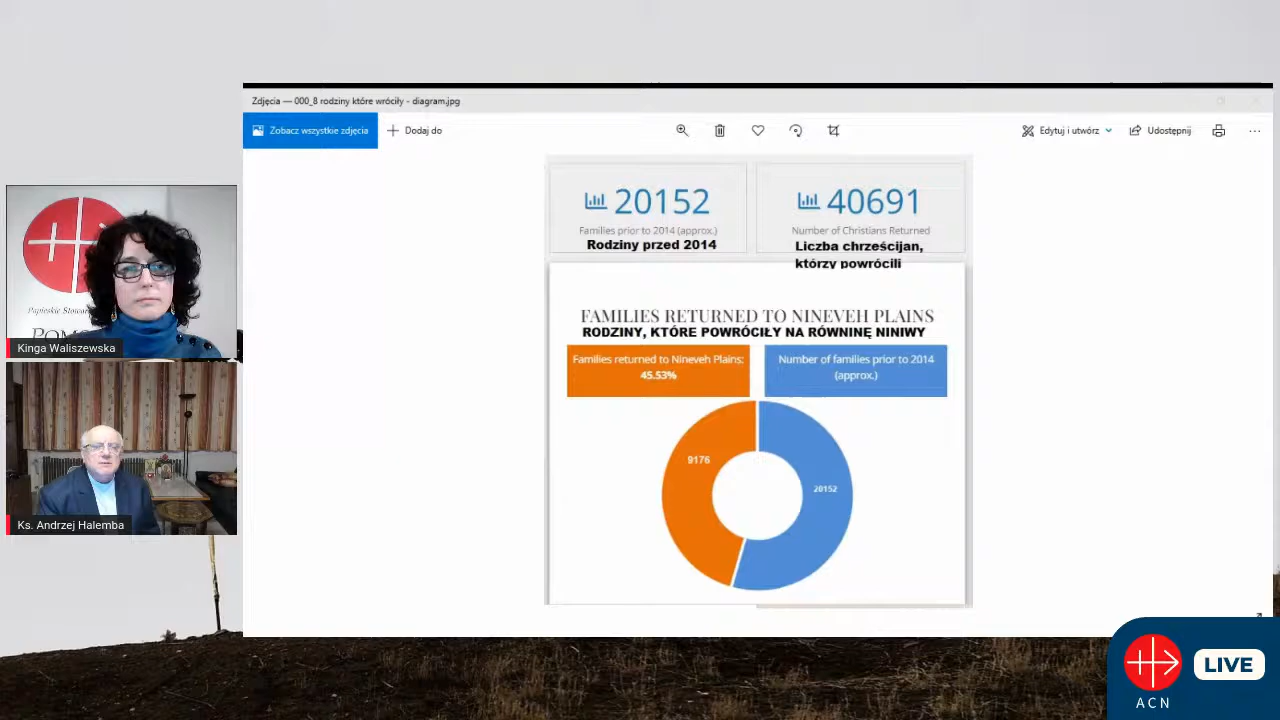 Zdjęcia — 000_8 rodziny które wróciły - diagram.jpg
Zobacz wszystkie zdjęcia
Dodaj do
Edytuj i utwórz
Udostępnij
20152
Families prior to 2014 (approx.)
Rodziny przed 2014
40691
Number of Christians Returned
Liczba chrześcijan,
którzy powrócili
FAMILIES RETURNED TO NINEVEH PLAINS
RODZINY, KTÓRE POWRÓCIŁY NA RÓWNINĘ NINIWY
Families returned to Nineveh Plains:
45.53%
Number of families prior to 2014
(approx.)
9176
20152
Papieskie Stowa
POM
Kinga Waliszewska
Ks. Andrzej Halemba
LIVE
ACN